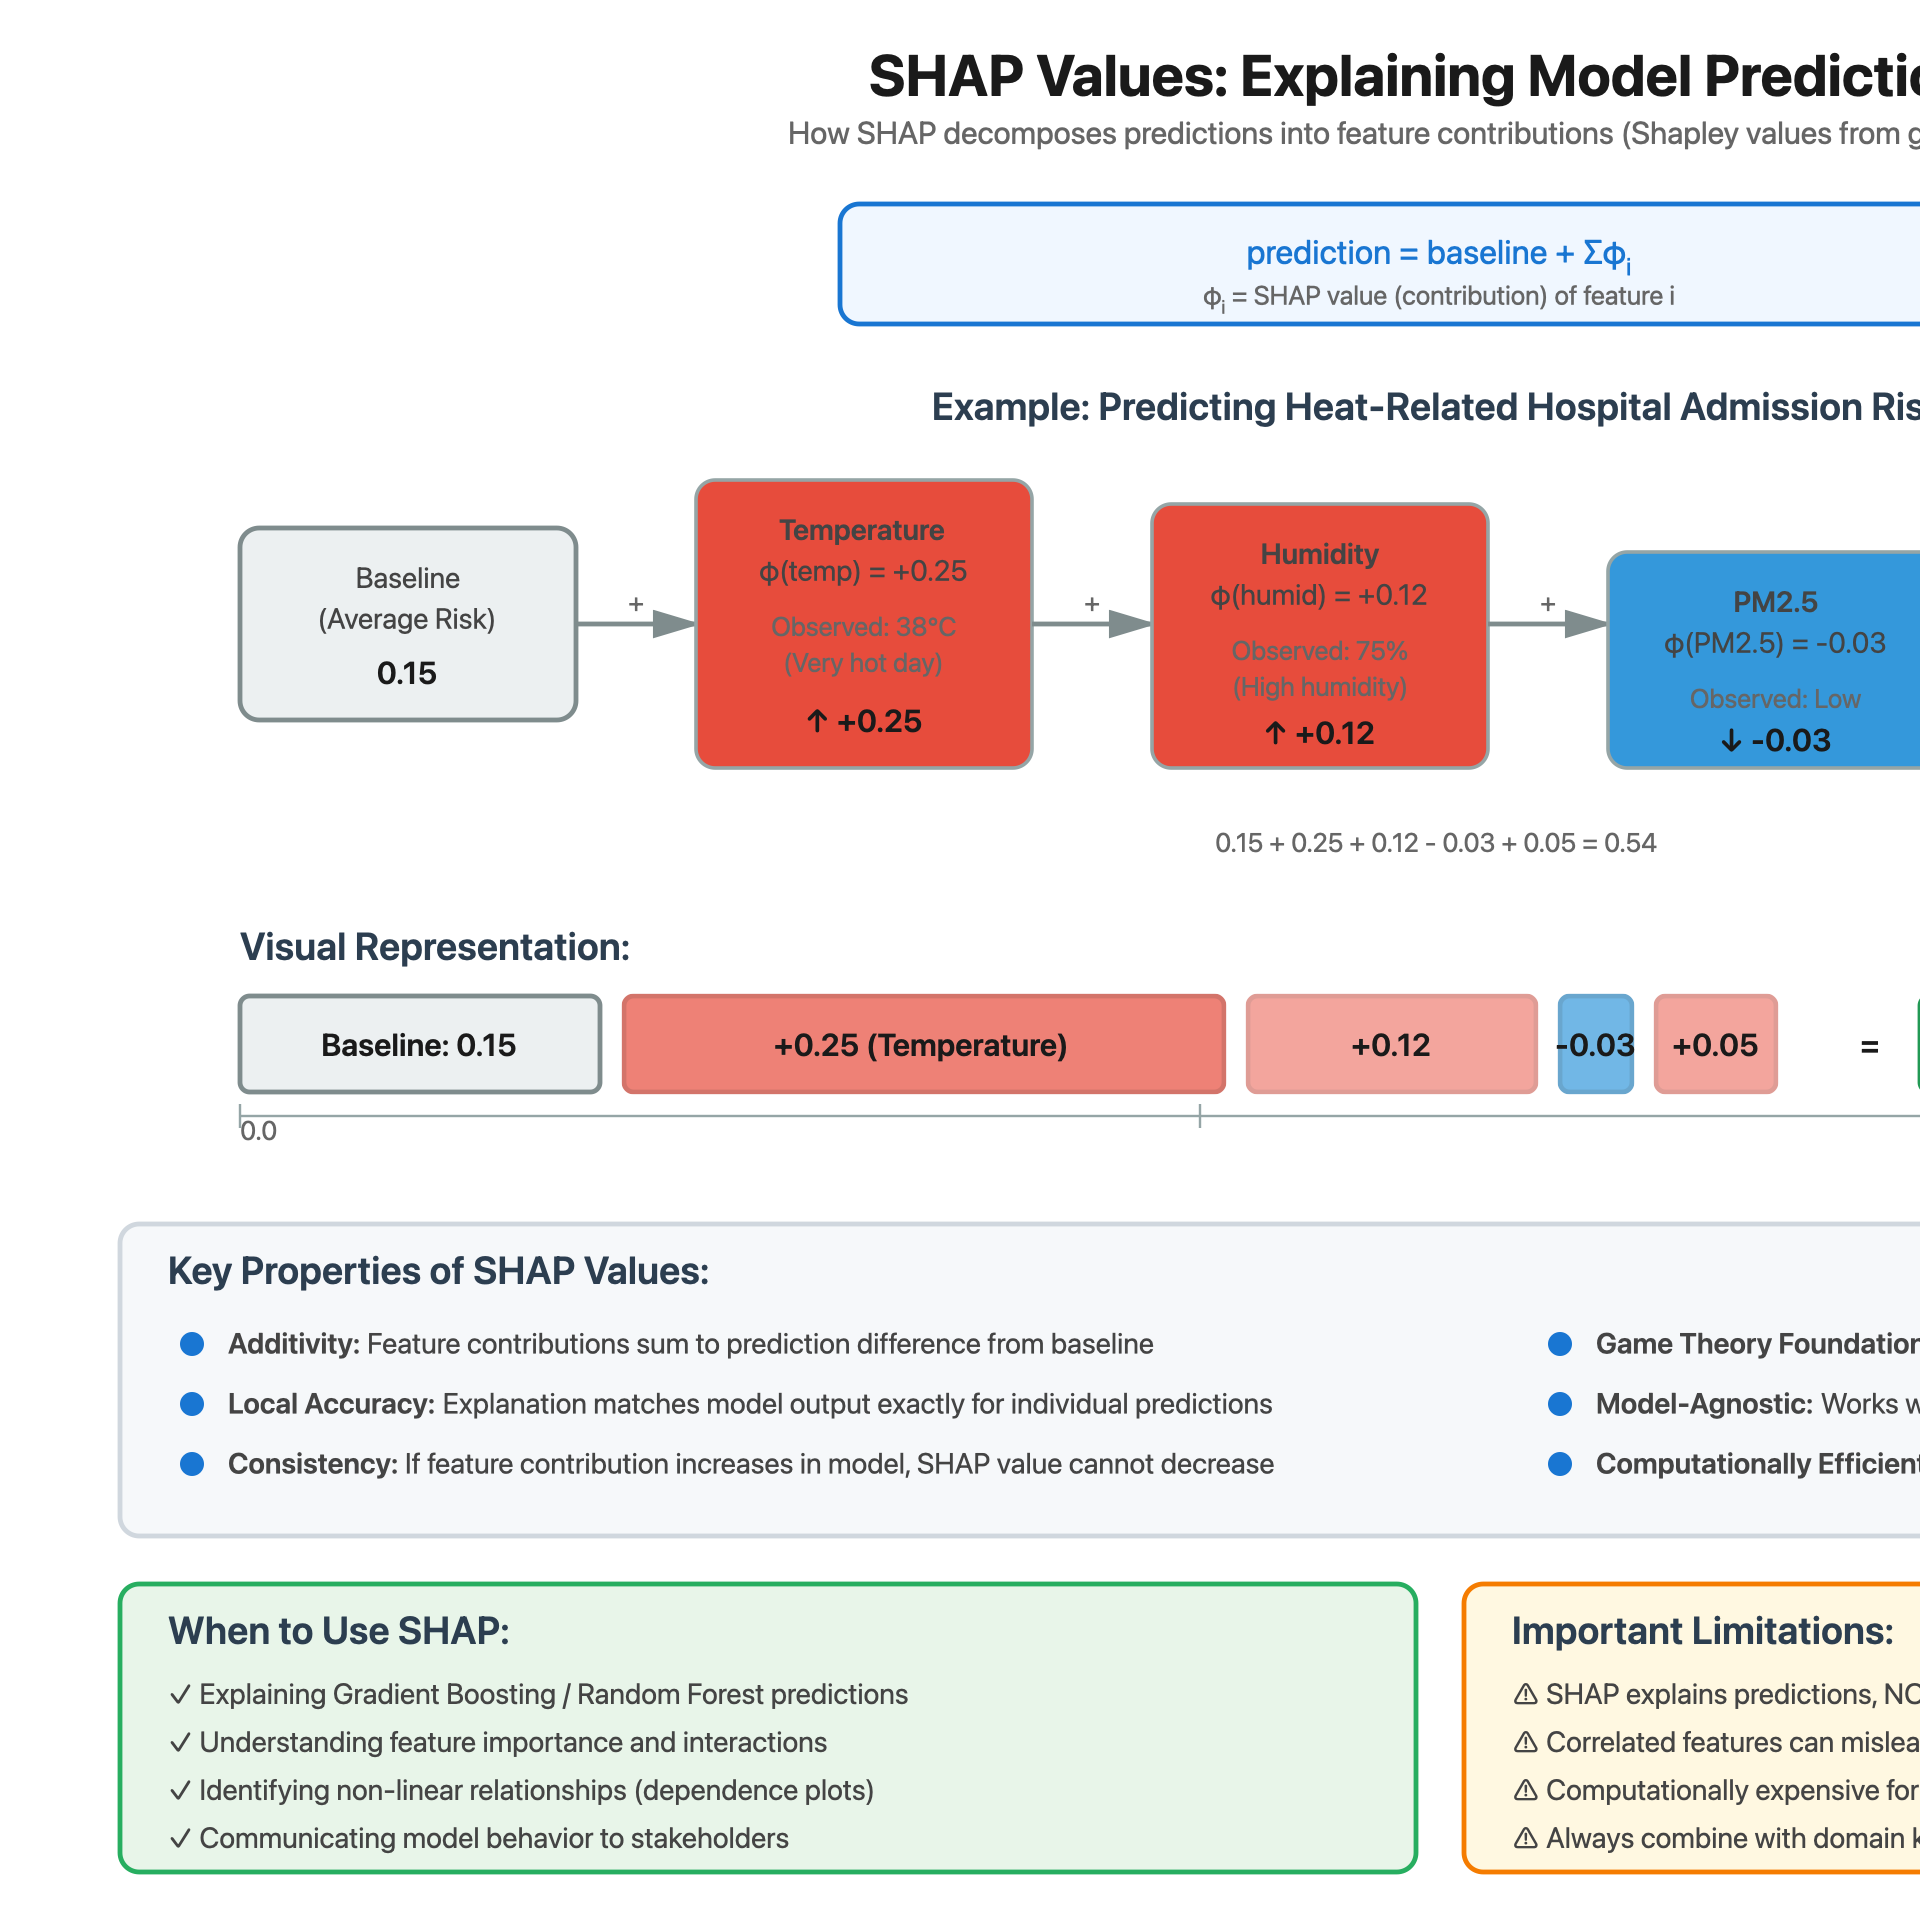 SHAP Values: Explaining Model Predictio
How SHAP decomposes predictions into feature contributions (Shapley values from g
prediction = baseline + Σϕi
ϕi = SHAP value (contribution) of feature i
Example: Predicting Heat-Related Hospital Admission Ris
Baseline
(Average Risk)
0.15
+
Temperature
ϕ(temp) = +0.25
Observed: 38°C
(Very hot day)
↑ +0.25
+
Humidity
ϕ(humid) = +0.12
Observed: 75%
(High humidity)
↑ +0.12
+
PM2.5
ϕ(PM2.5) = -0.03
Observed: Low
↓ -0.03
0.15 + 0.25 + 0.12 - 0.03 + 0.05 = 0.54
Visual Representation:
Baseline: 0.15
+0.25 (Temperature)
+0.12
-0.03
+0.05
=
0.0
Key Properties of SHAP Values:
Additivity: Feature contributions sum to prediction difference from baseline
Local Accuracy: Explanation matches model output exactly for individual predictions
Consistency: If feature contribution increases in model, SHAP value cannot decrease
Game Theory Foundation
Model-Agnostic: Works w
Computationally Efficient
When to Use SHAP:
✓ Explaining Gradient Boosting / Random Forest predictions
✓ Understanding feature importance and interactions
✓ Identifying non-linear relationships (dependence plots)
✓ Communicating model behavior to stakeholders
Important Limitations:
⚠ SHAP explains predictions, NO
⚠ Correlated features can mislea
⚠ Computationally expensive for
⚠ Always combine with domain k